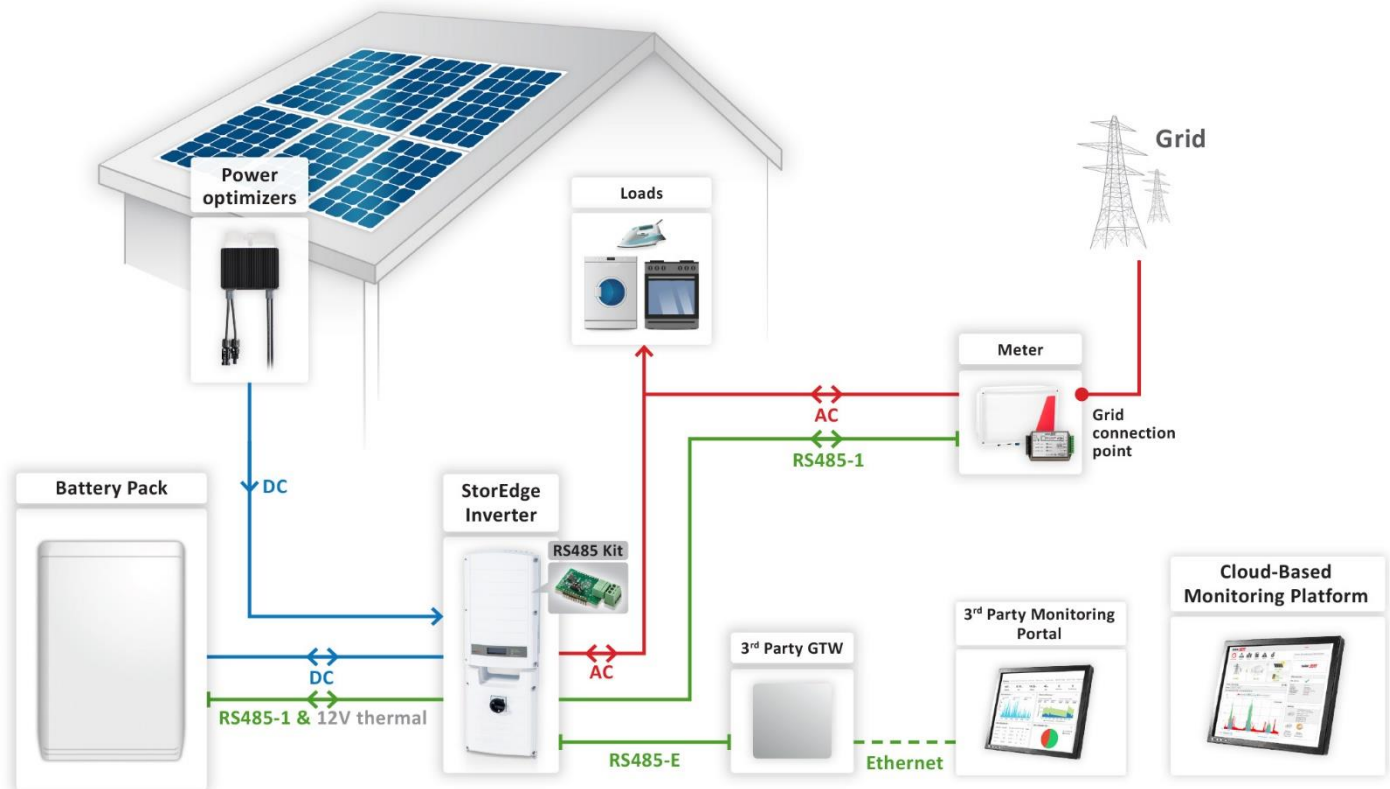 Power
optimizers
Loads
Grid
Meter
Grid
connection
point
AC
RS485-1
DC
Battery Pack
StorEdge
Inverter
RS485 Kit
DC
AC
RS485-1 & 12V thermal
3rd Party GTW
RS485-E
Ethernet
3rd Party Monitoring
Portal
Cloud-Based
Monitoring Platform